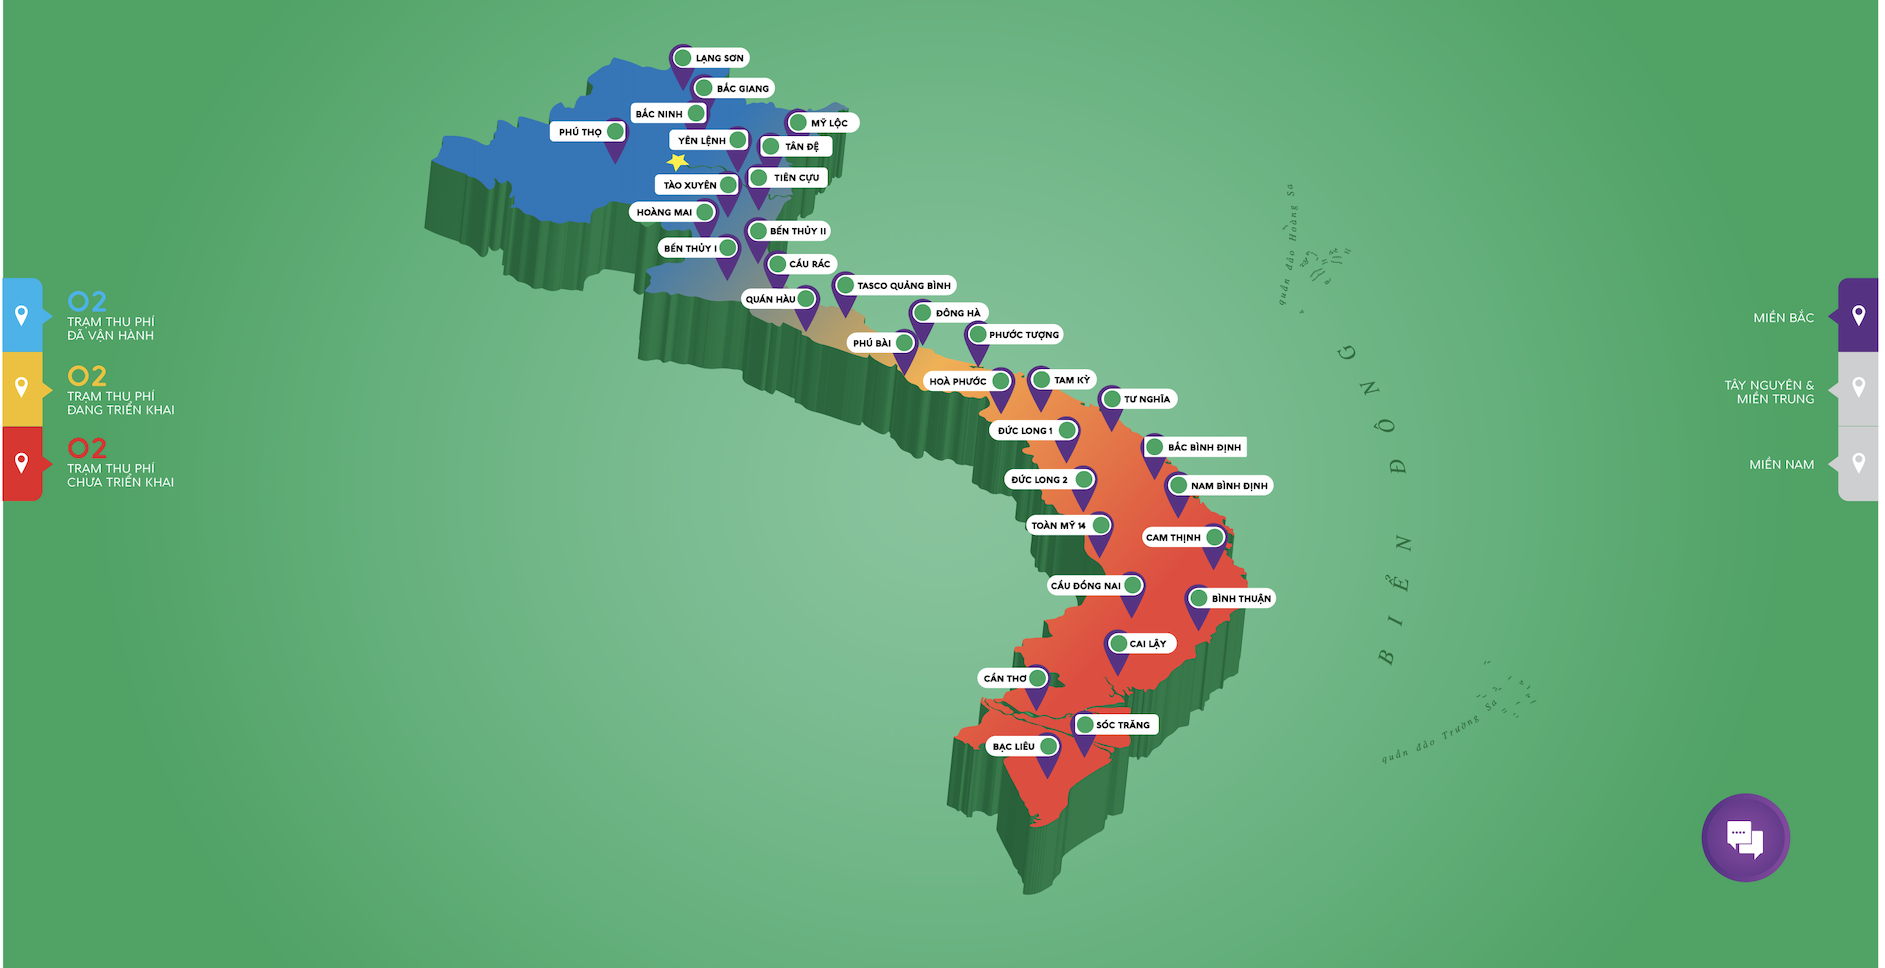 LẠNG SƠN
BẮC GIANG
BẮC NINH
MỸ LỘC
PHÚ THỌ
YÊN LỆNH
TÂN ĐỆ
TIÊN CỰU
TÀO XUYÊN
HOÀNG MAI
BẾN THỦY II
BẾN THỦY I
CẦU RÁC
TASCO QUẢNG BÌNH
QUÁN HÀU
ĐÔNG HÀ
PHƯỚC TƯỢNG
PHÚ BÀI
HOÀ PHƯỚC
TAM KỲ
TƯ NGHĨA
ĐỨC LONG 1
BẮC BÌNH ĐỊNH
ĐỨC LONG 2
NAM BÌNH ĐỊNH
TOÀN MỸ 14
CAM THỊNH
CẦU ĐỒNG NAI
BÌNH THUẬN
CAI LẬY
CẦN THƠ
SÓC TRĂNG
BẠC LIÊU
02
TRẠM THU PHÍ
ĐÃ VẬN HÀNH
02
TRẠM THU PHÍ
ĐANG TRIỂN KHAI
02
TRẠM THU PHÍ
CHƯA TRIỂN KHAI
quần đảo Hoàng Sa
BIỂN ĐÔNG
quần đảo Trường Sa
MIỀN BẮC
TÂY NGUYÊN &
MIỀN TRUNG
MIỀN NAM